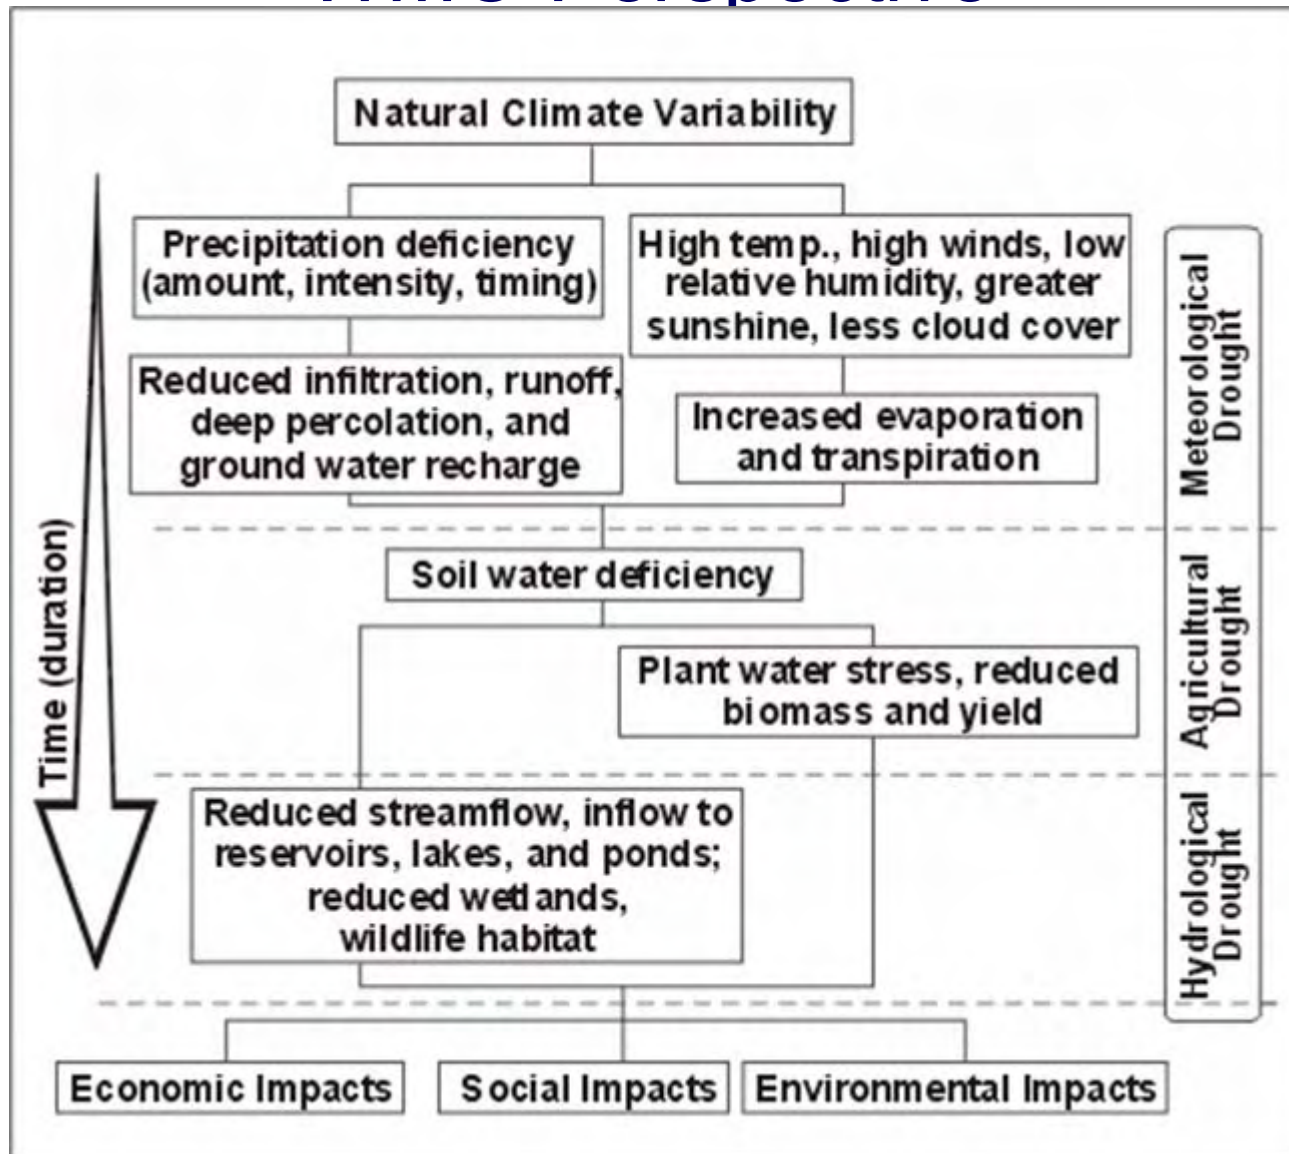 Natural Climate Variability
Precipitation deficiency
(amount, intensity, timing)
High temp., high winds, low
relative humidity, greater
sunshine, less cloud cover
Reduced infiltration, runoff,
deep percolation, and
ground water recharge
Increased evaporation
and transpiration
Meteorological
Drought
Soil water deficiency
Plant water stress, reduced
biomass and yield
Agricultural
Drought
Time (duration)
Reduced streamflow, inflow to
reservoirs, lakes, and ponds;
reduced wetlands,
wildlife habitat
Hydrological
Drought
Economic Impacts
Social Impacts
Environmental Impacts